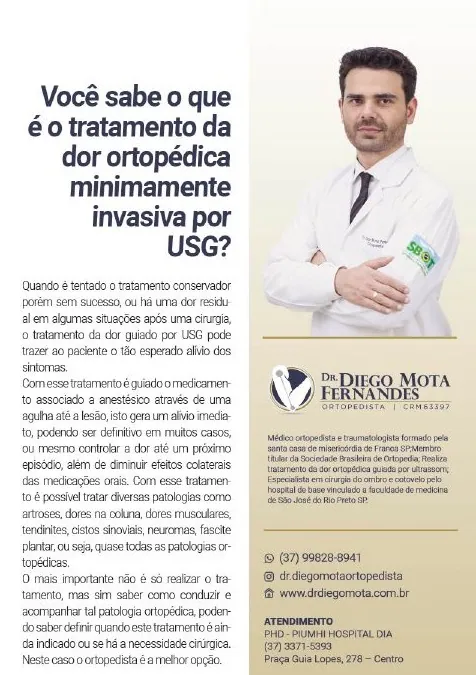 Você sabe o que
é o tratamento da
dor ortopédica
minimamente
invasiva por
USG?
Quando é tentado o tratamento conservador
porém sem sucesso, ou há uma dor residu-
al em algumas situações após uma cirurgia,
o tratamento da dor guiado por USG pode
trazer ao paciente o tão esperado alívio dos
sintomas.
Com esse tratamento é guiado o medicamen-
to associado a anestésico através de uma
agulha até a lesão, isto gera um alívio imedia-
to, podendo ser definitivo em muitos casos,
ou mesmo controlar a dor até um próximo
episódio, além de diminuir efeitos colaterais
das medicações orais. Com esse tratamen-
to é possível tratar diversas patologias como
artroses, dores na coluna, dores musculares,
tendinites, cistos sinoviais, neuromas, fascite
plantar, ou seja, quase todas as patologias or-
topédicas.
O mais importante não é só realizar o tra-
tamento, mas sim saber como conduzir e
acompanhar tal patologia ortopédica, poden-
do saber definir quando este tratamento é ain-
da indicado ou se há a necessidade cirúrgica.
Neste caso o ortopedista é a melhor opção.
SBOT
DR. DIEGO MOTA
FERNANDES
ORTOPEDISTA | CRM63397
Médico ortopedista e traumatologista formado pela
santa casa de misericórdia de Franca SP;Membro
titular da Sociedade Brasileira de Ortopedia; Realiza
tratamento da dor ortopédica guiada por ultrassom;
Especialista em cirurgia do ombro e cotovelo pelo
hospital de base vinculado a faculdade de medicina
de São José do Rio Preto SP.
(37) 99828-8941
dr.diegomotaortopedista
www.drdiegomota.com.br
ATENDIMENTO
PHD - PIUMHI HOSPITAL DIA
(37) 3371-5393
Praça Guia Lopes, 278 – Centro